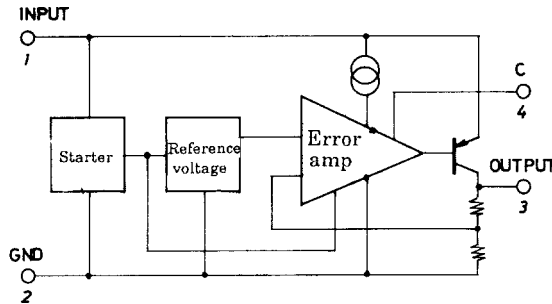 INPUT
1
C
4
Starter
Reference
voltage
Error
amp
OUTPUT
3
GND
2